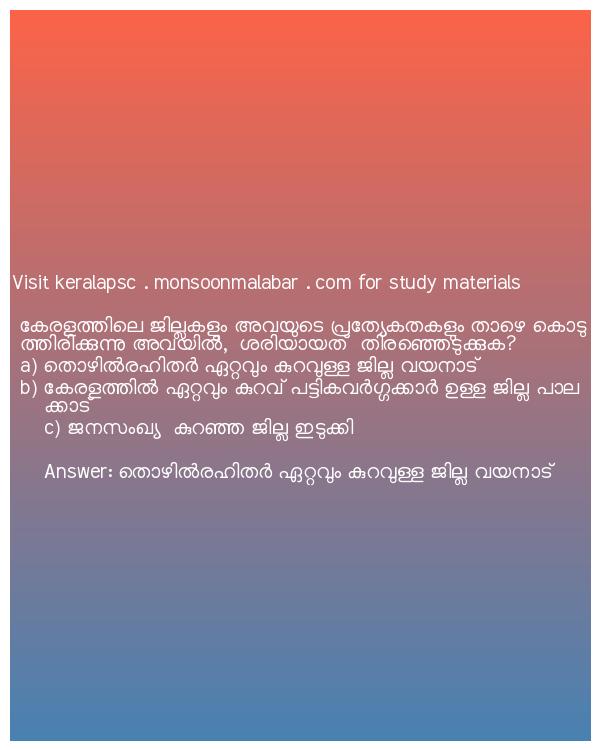 Visit keralapsc . monsoonmalabar . com for study materials
കേരളത്തിലെ ജില്ലകളും അവയുടെ പ്രത്യേകതകളും താഴെ കൊടു
ത്തിരിക്കുന്നു അവയിൽ, ശരിയായത് തിരഞ്ഞെടുക്കുക?
a) തൊഴിൽരഹിതർ ഏറ്റവും കുറവുള്ള ജില്ല വയനാട്
b) കേരളത്തിൽ ഏറ്റവും കുറവ് പട്ടികവർഗ്ഗക്കാർ ഉള്ള ജില്ല പാല
ക്കാട്
c) ജനസംഖ്യ കുറഞ്ഞ ജില്ല ഇടുക്കി
Answer: തൊഴിൽരഹിതർ ഏറ്റവും കുറവുള്ള ജില്ല വയനാട്